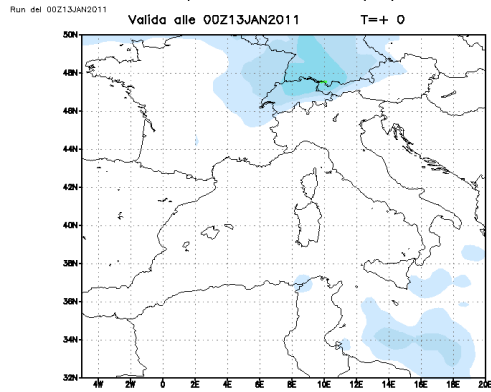 Run del 00Z13JAN2011
Valida alle 00Z13JAN2011 T=+ 0
50N
48N
46N
44N
42N
40N
38N
36N
34N
32N
4W 2W 0 2E 4E 6E 8E 10E 12E 14E 16E 18E 20E